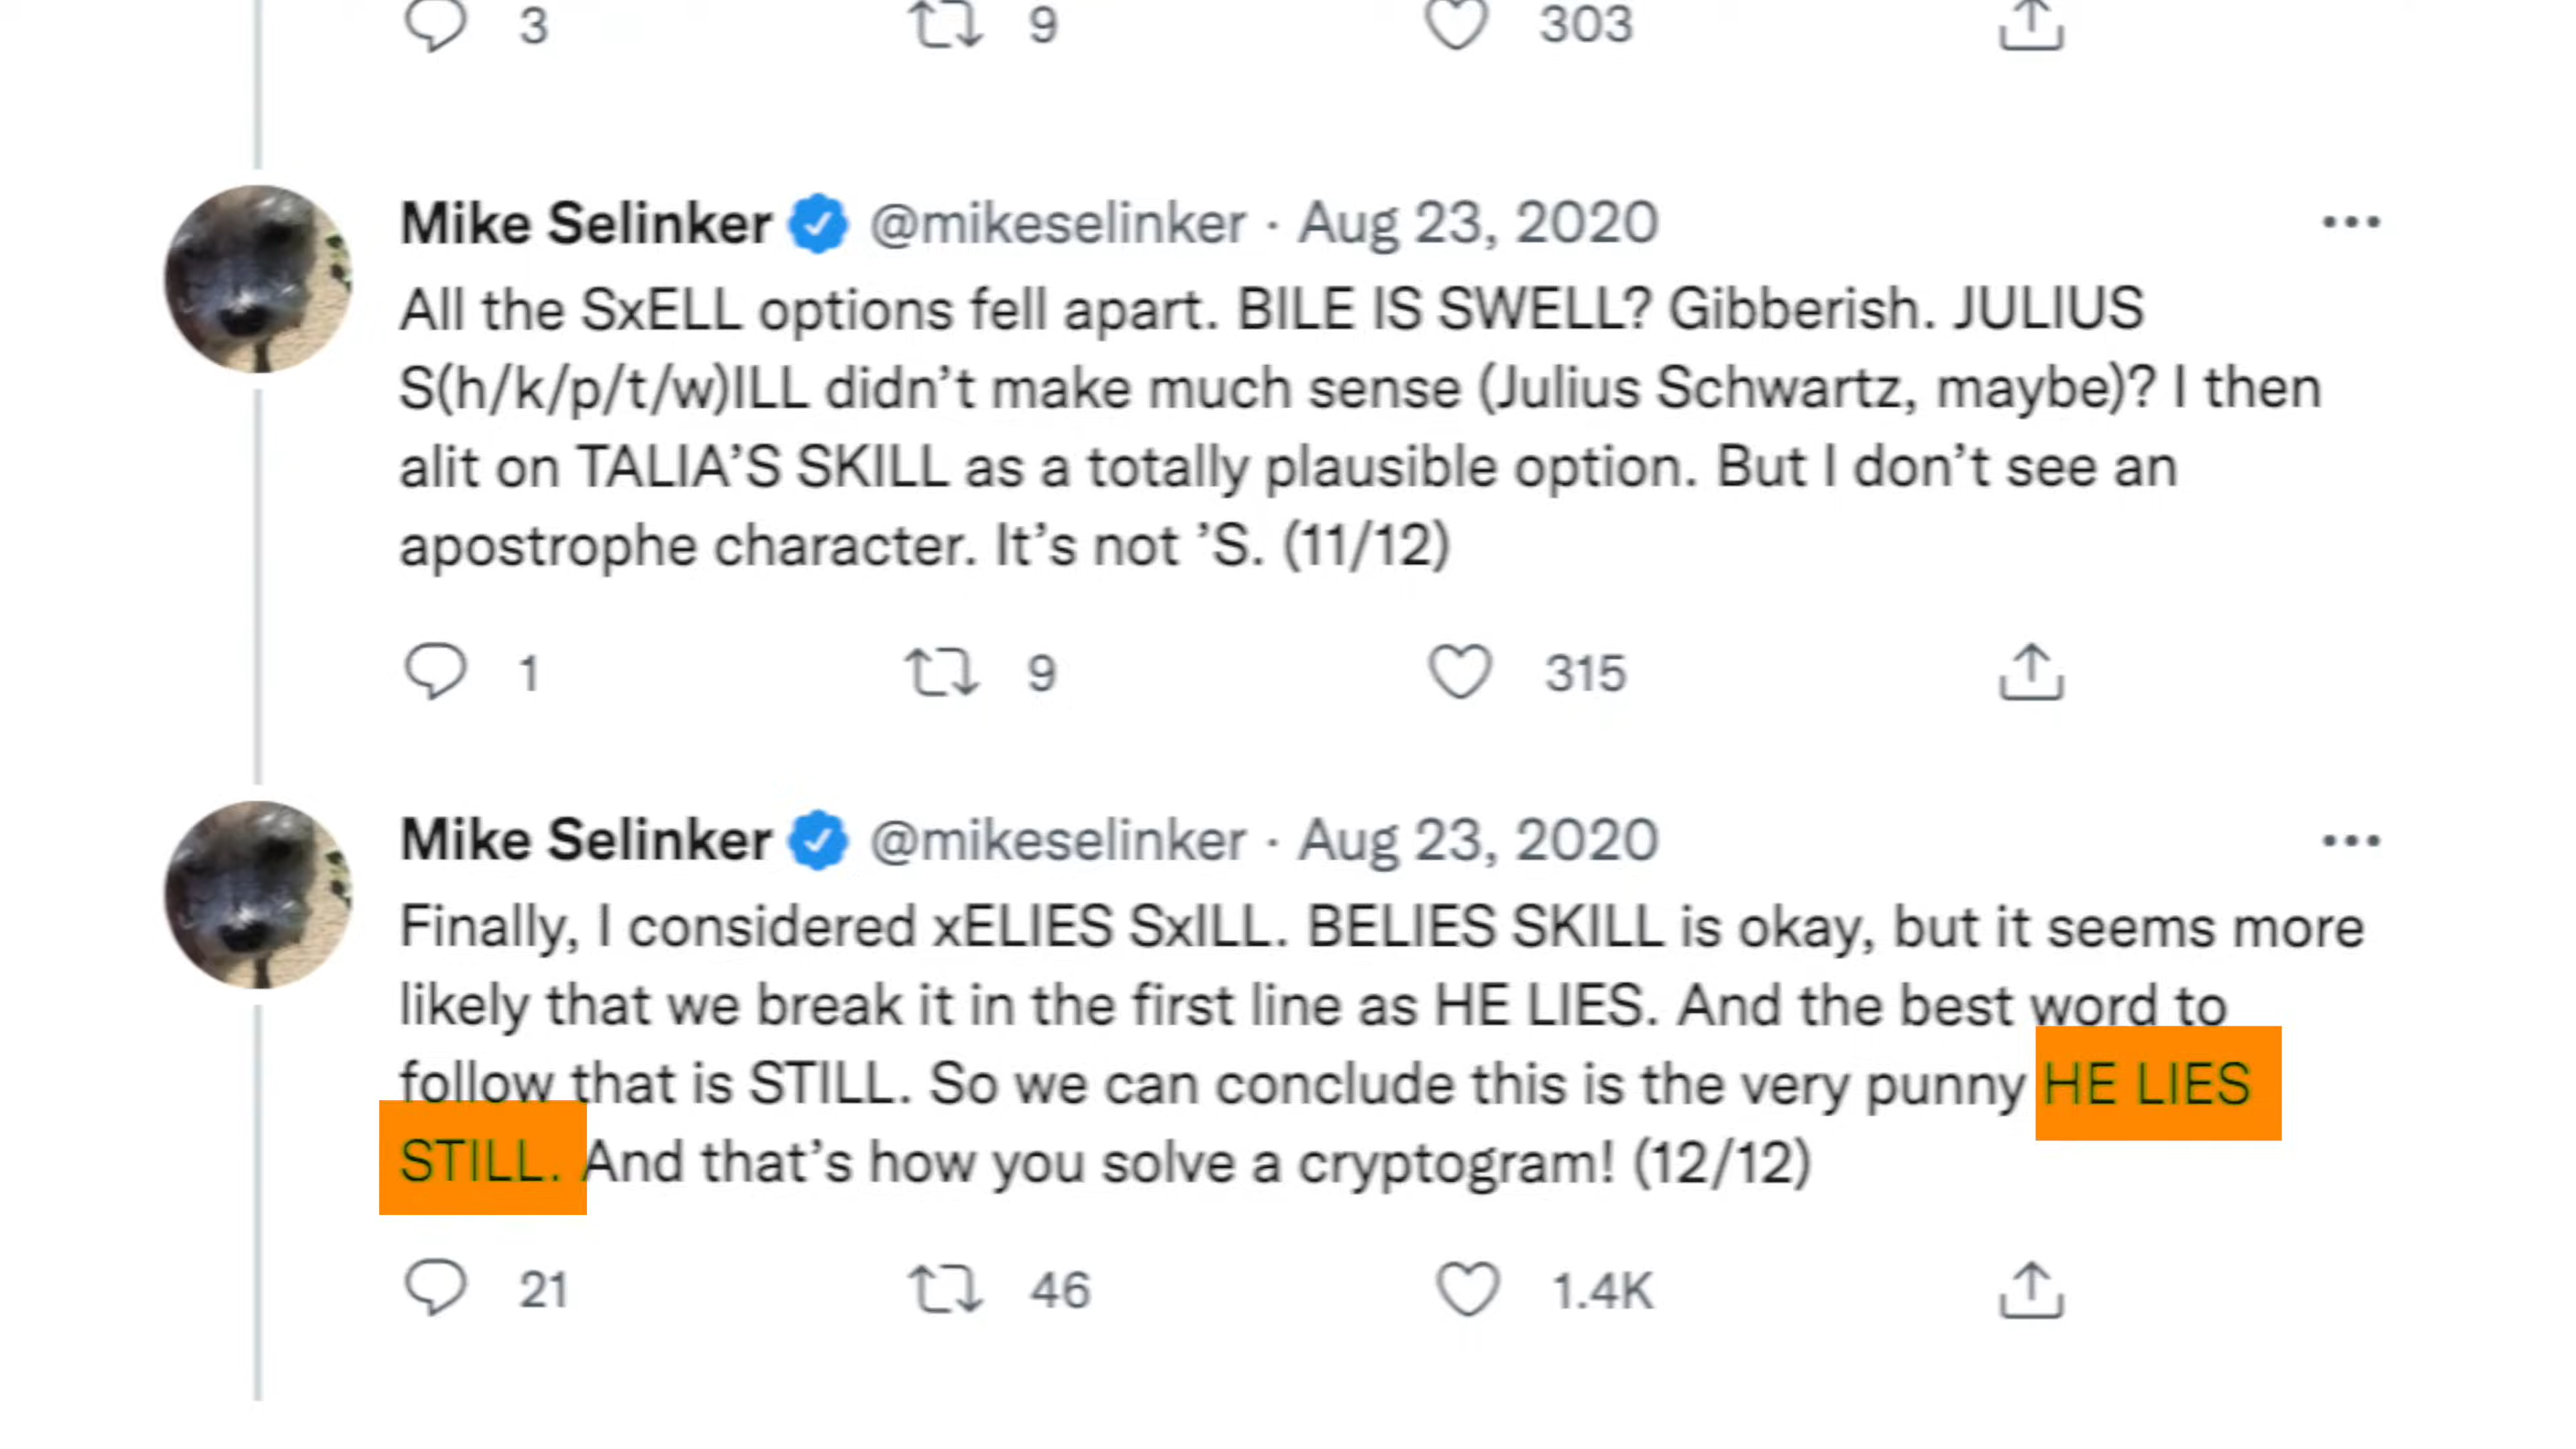 3 9 303
Mike Selinker @mikeselinker · Aug 23, 2020
All the SxELL options fell apart. BILE IS SWELL? Gibberish. JULIUS
S(h/k/p/t/w)ILL didn’t make much sense (Julius Schwartz, maybe)? I then
alit on TALIA’S SKILL as a totally plausible option. But I don’t see an
apostrophe character. It’s not ’S. (11/12)
1 9 315
Mike Selinker @mikeselinker · Aug 23, 2020
Finally, I considered xELIES SxILL. BELIES SKILL is okay, but it seems more
likely that we break it in the first line as HE LIES. And the best word to
follow that is STILL. So we can conclude this is the very punny HE LIES
STILL. And that’s how you solve a cryptogram! (12/12)
21 46 1.4K